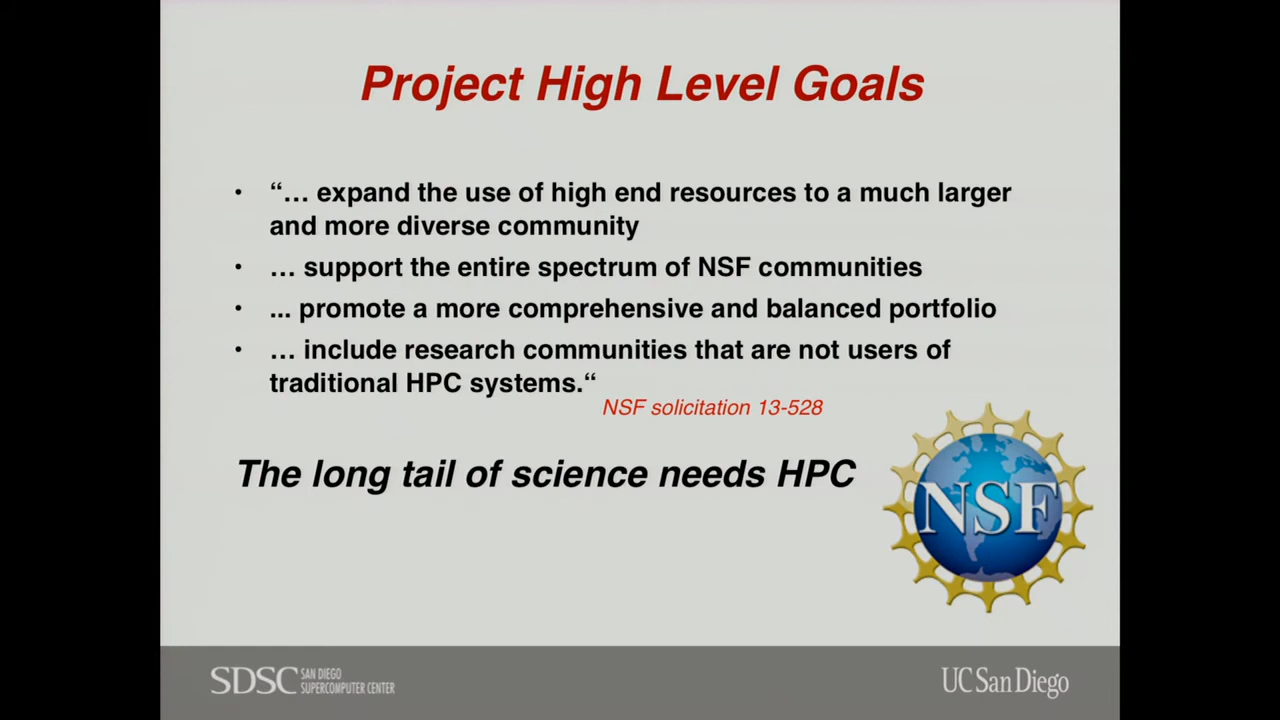 Project High Level Goals
• “… expand the use of high end resources to a much larger
and more diverse community
• … support the entire spectrum of NSF communities
• ... promote a more comprehensive and balanced portfolio
• … include research communities that are not users of
traditional HPC systems.“
NSF solicitation 13-528
The long tail of science needs HPC
NSF
SDSC SAN DIEGO
SUPERCOMPUTER CENTER
UC San Diego